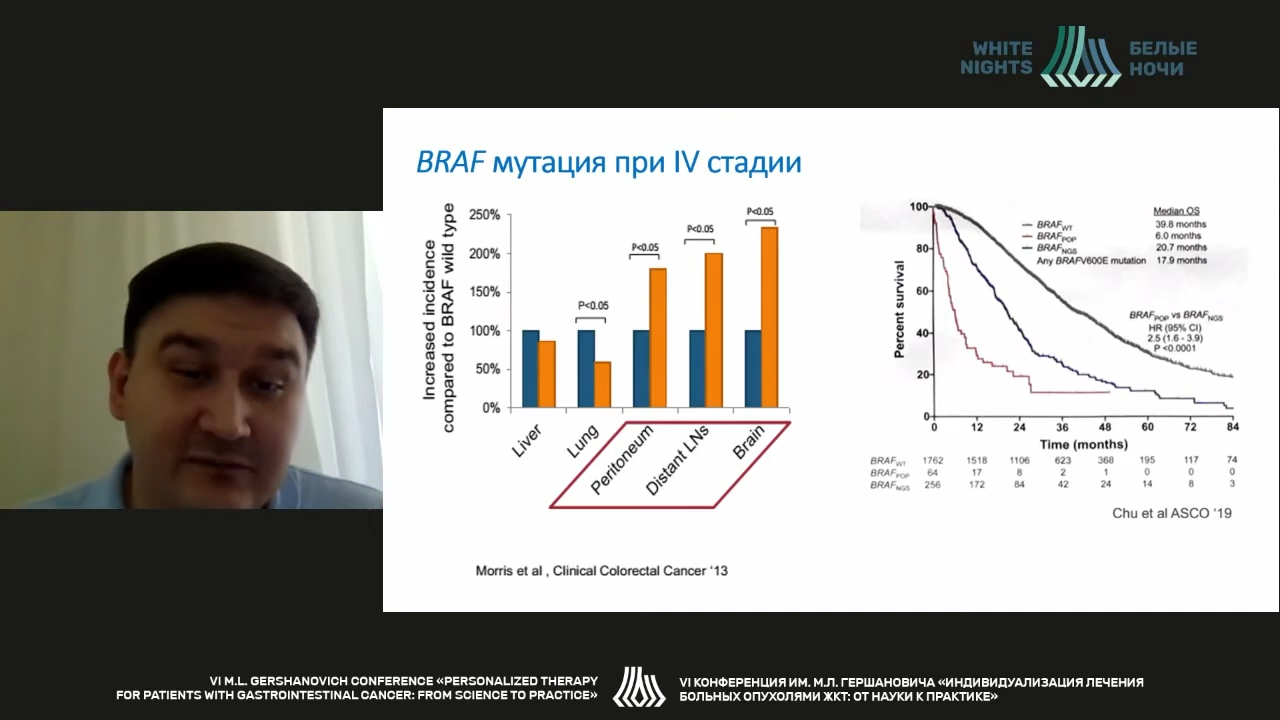 WHITE
NIGHTS
БЕЛЫЕ
НОЧИ
BRAF мутация при IV стадии
Increased incidence
compared to BRAF wild type
250%
200%
150%
100%
50%
0%
P<0.05
P<0.05
P<0.05
P<0.05
Liver
Lung
Peritoneum
Distant LNs
Brain
Morris et al , Clinical Colorectal Cancer ‘13
Percent survival
100
80
60
40
20
0
Median OS
BRAFWT 39.8 months
BRAFPOP 6.0 months
BRAFNGS 20.7 months
Any BRAFV600E mutation 17.9 months
BRAFPOP vs BRAFNGS
HR (95% CI)
2.5 (1.6 - 3.9)
P <0.0001
0 12 24 36 48 60 72 84
Time (months)
BRAFWT 1762 1518 1106 623 368 195 117 74
BRAFPOP 64 17 8 2 1 0 0 0
BRAFNGS 256 172 84 42 24 14 8 3
Chu et al ASCO ‘19
VI M.L. GERSHANOVICH CONFERENCE «PERSONALIZED THERAPY
FOR PATIENTS WITH GASTROINTESTINAL CANCER: FROM SCIENCE TO PRACTICE»
VI КОНФЕРЕНЦИЯ ИМ. М.Л. ГЕРШАНОВИЧА «ИНДИВИДУАЛИЗАЦИЯ ЛЕЧЕНИЯ
БОЛЬНЫХ ОПУХОЛЯМИ ЖКТ: ОТ НАУКИ К ПРАКТИКЕ»